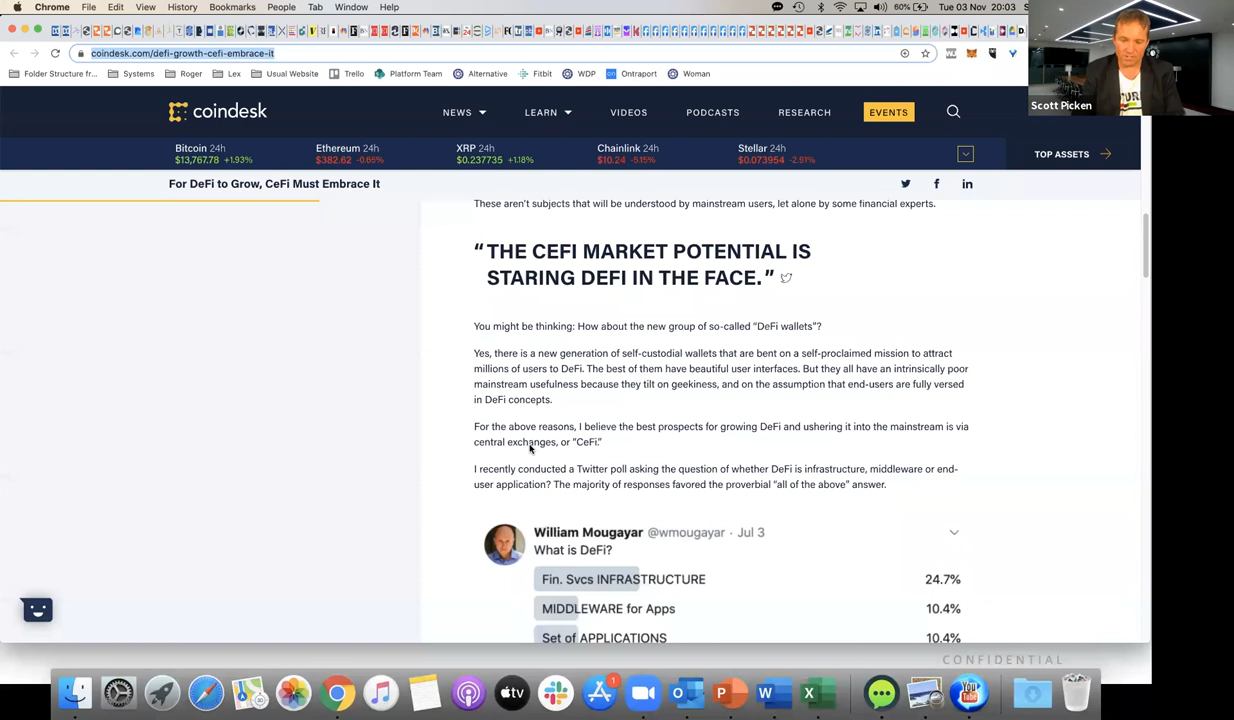 Chrome File Edit View History Bookmarks People Tab Window Help
60% Tue 03 Nov 20:03
coindesk.com/defi-growth-cefi-embrace-it
Folder Structure fr... Systems Roger Lex Usual Website Trello Platform Team Alternative Fitbit WDP Ontraport Woman
Scott Picken
coindesk
NEWS LEARN VIDEOS PODCASTS RESEARCH EVENTS
Bitcoin 24h Ethereum 24h XRP 24h Chainlink 24h Stellar 24h
$13,767.78 +1.93% $382.62 -0.65% $0.237735 +1.18% $10.24 -5.15% $0.073954 -2.91%
TOP ASSETS
For DeFi to Grow, CeFi Must Embrace It
These aren't subjects that will be understood by mainstream users, let alone by some financial experts.
“THE CEFI MARKET POTENTIAL IS
STARING DEFI IN THE FACE.”
You might be thinking: How about the new group of so-called “DeFi wallets”?
Yes, there is a new generation of self-custodial wallets that are bent on a self-proclaimed mission to attract
millions of users to DeFi. The best of them have beautiful user interfaces. But they all have an intrinsically poor
mainstream usefulness because they tilt on geekiness, and on the assumption that end-users are fully versed
in DeFi concepts.
For the above reasons, I believe the best prospects for growing DeFi and ushering it into the mainstream is via
central exchanges, or “CeFi.”
I recently conducted a Twitter poll asking the question of whether DeFi is infrastructure, middleware or end-
user application? The majority of responses favored the proverbial “all of the above” answer.
William Mougayar @wmougayar · Jul 3
What is DeFi?
Fin. Svcs INFRASTRUCTURE 24.7%
MIDDLEWARE for Apps 10.4%
Set of APPLICATIONS 10.4%
CONFIDENTIAL